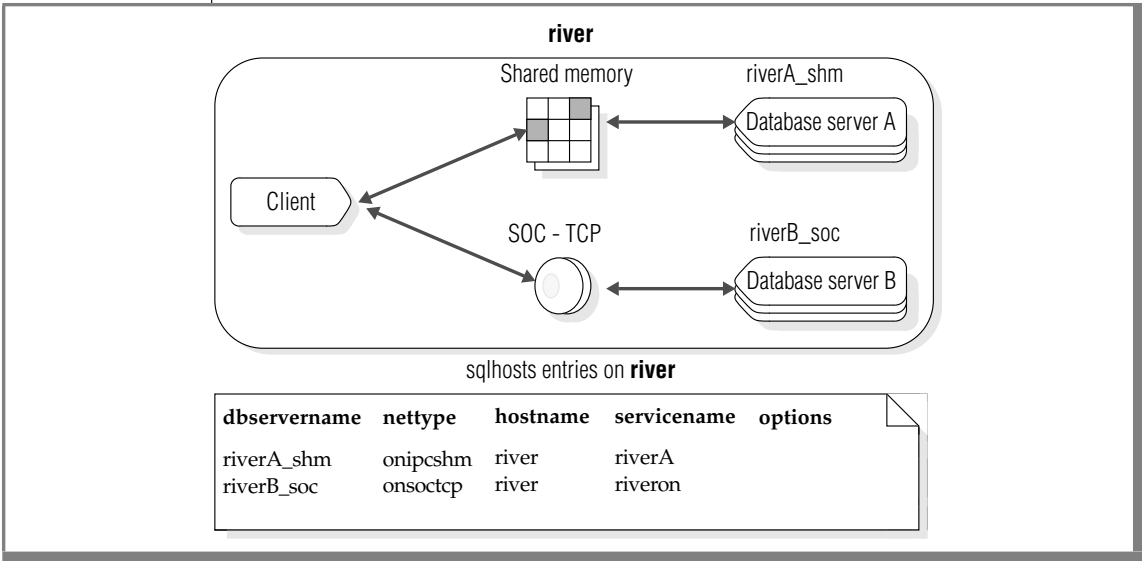 river
Shared memory
riverA_shm
Database server A
Client
SOC - TCP
riverB_soc
Database server B
sqlhosts entries on river
dbservername nettype hostname servicename options
riverA_shm onipcshm river riverA
riverB_soc onsoctcp river riveron